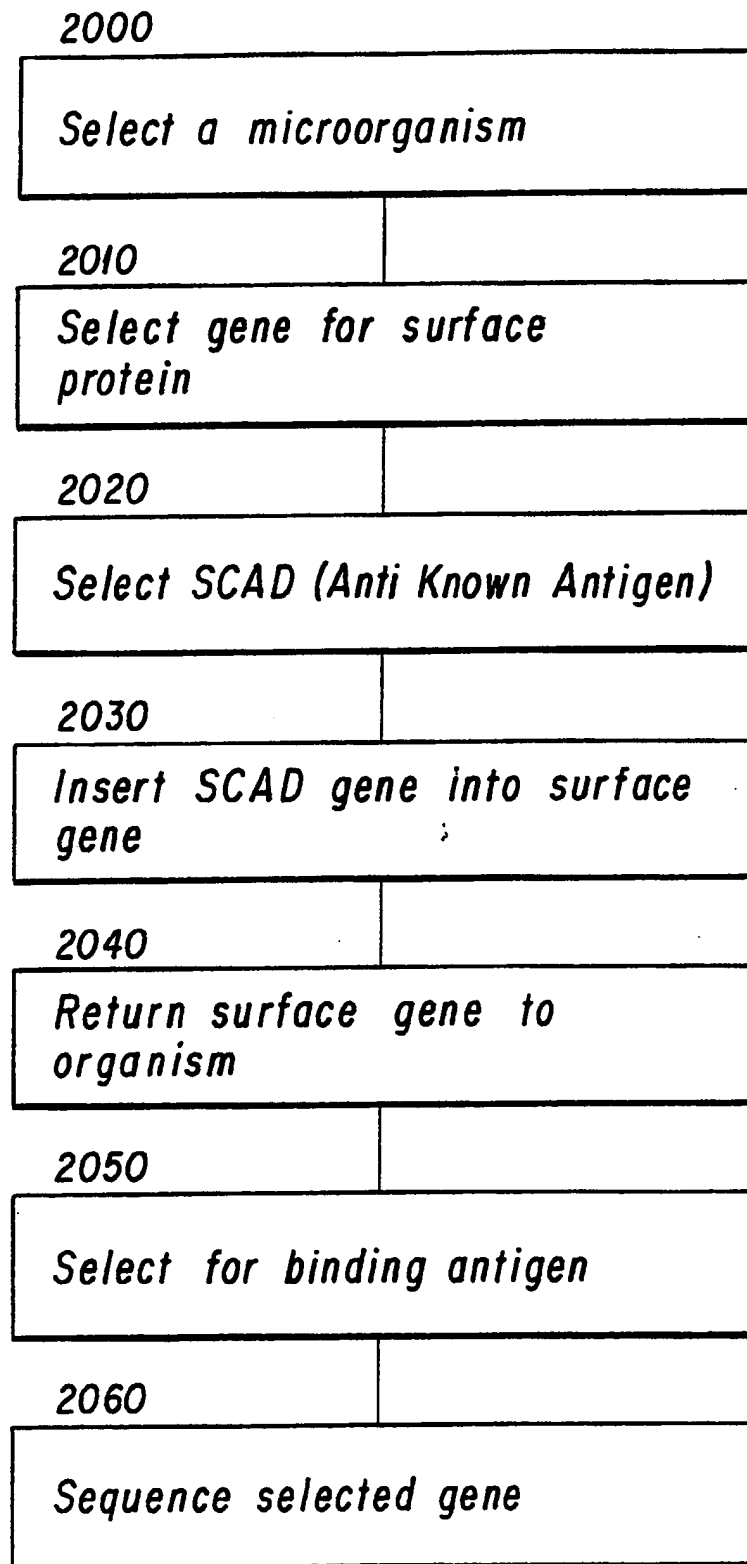 2000
Select a microorganism
2010
Select gene for surface
protein
2020
Select SCAD (Anti Known Antigen)
2030
Insert SCAD gene into surface
gene
2040
Return surface gene to
organism
2050
Select for binding antigen
2060
Sequence selected gene